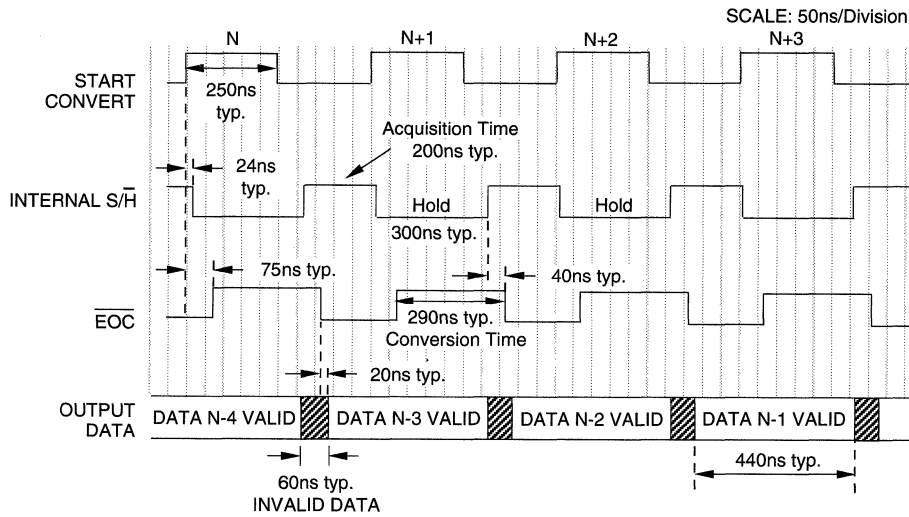 SCALE: 50ns/Division
N
N+1
N+2
N+3
START
CONVERT
250ns
typ.
Acquisition Time
200ns typ.
24ns
typ.
INTERNAL S/H̅
Hold
300ns typ.
Hold
75ns typ.
40ns typ.
E̅O̅C̅
290ns typ.
Conversion Time
20ns typ.
OUTPUT
DATA
DATA N-4 VALID
DATA N-3 VALID
DATA N-2 VALID
DATA N-1 VALID
440ns typ.
60ns typ.
INVALID DATA